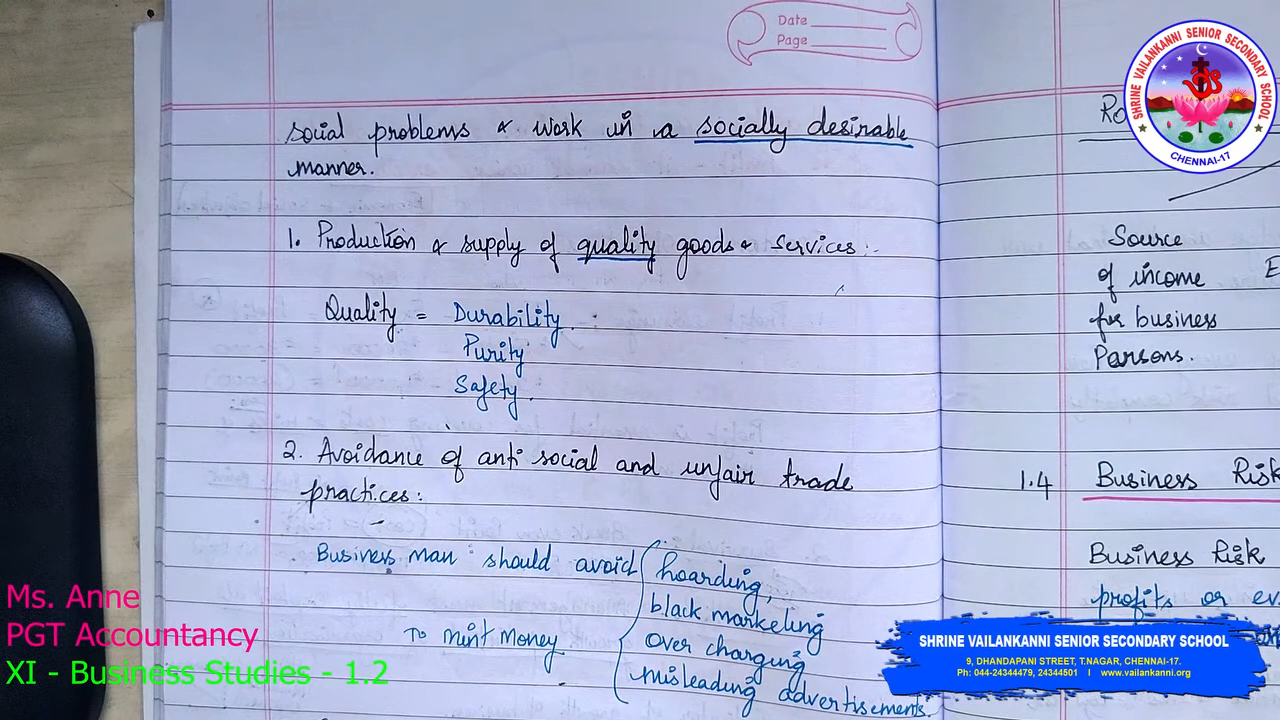 Date
Page
social problems & work in a socially desirable
manner.
1. Production & supply of quality goods & services:-
Quality = Durability.
Purity
Safety.
2. Avoidance of anti social and unfair trade
practices:
Business man should avoid hoarding,
black marketing
To mint money over charging
misleading advertisements.
Source
of income
for business
Parsons.
1.4 Business Risk
Business Risk
profits or
SHRINE VAILANKANNI SENIOR SECONDARY SCHOOL
CHENNAI-17
Ms. Anne
PGT Accountancy
XI - Business Studies - 1.2
SHRINE VAILANKANNI SENIOR SECONDARY SCHOOL
9, DHANDAPANI STREET, T.NAGAR, CHENNAI-17.
Ph: 044-24344479, 24344501 I www.vailankanni.org